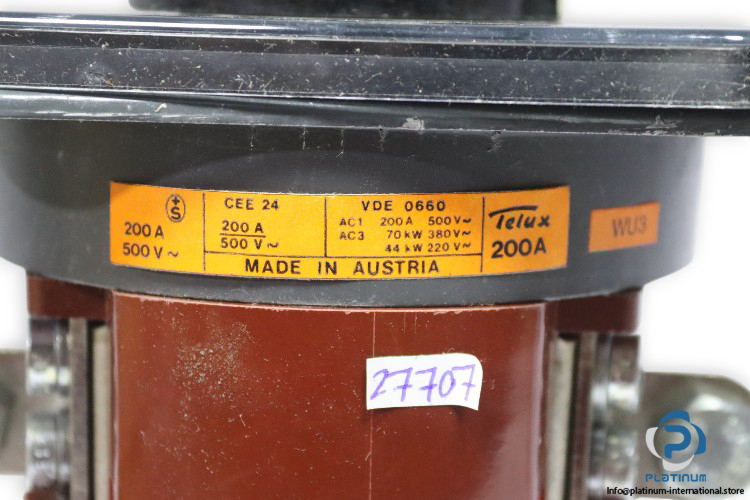 +
S
200 A
500 V ~
CEE 24
200 A
500 V ~
VDE 0660
AC1 200 A 500 V ~
AC3 70 kW 380 V ~
44 kW 220 V ~
MADE IN AUSTRIA
Telux
200 A
WU3
27707
PLATINUM
Info@platinum-international.store